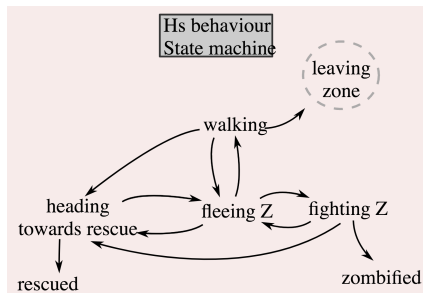 Hs behaviour
State machine
leaving
zone
walking
heading
towards rescue
fleeing Z
fighting Z
rescued
zombified